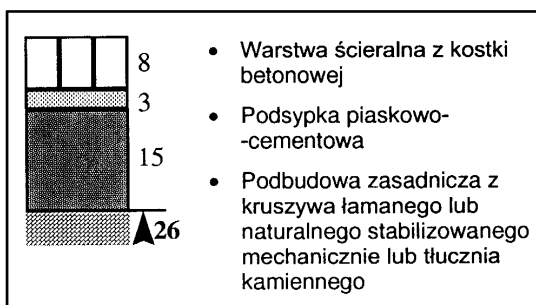 8
3
15
26
• Warstwa ścieralna z kostki
betonowej
• Podsypka piaskowo-
-cementowa
• Podbudowa zasadnicza z
kruszywa łamanego lub
naturalnego stabilizowanego
mechanicznie lub tłucznia
kamiennego